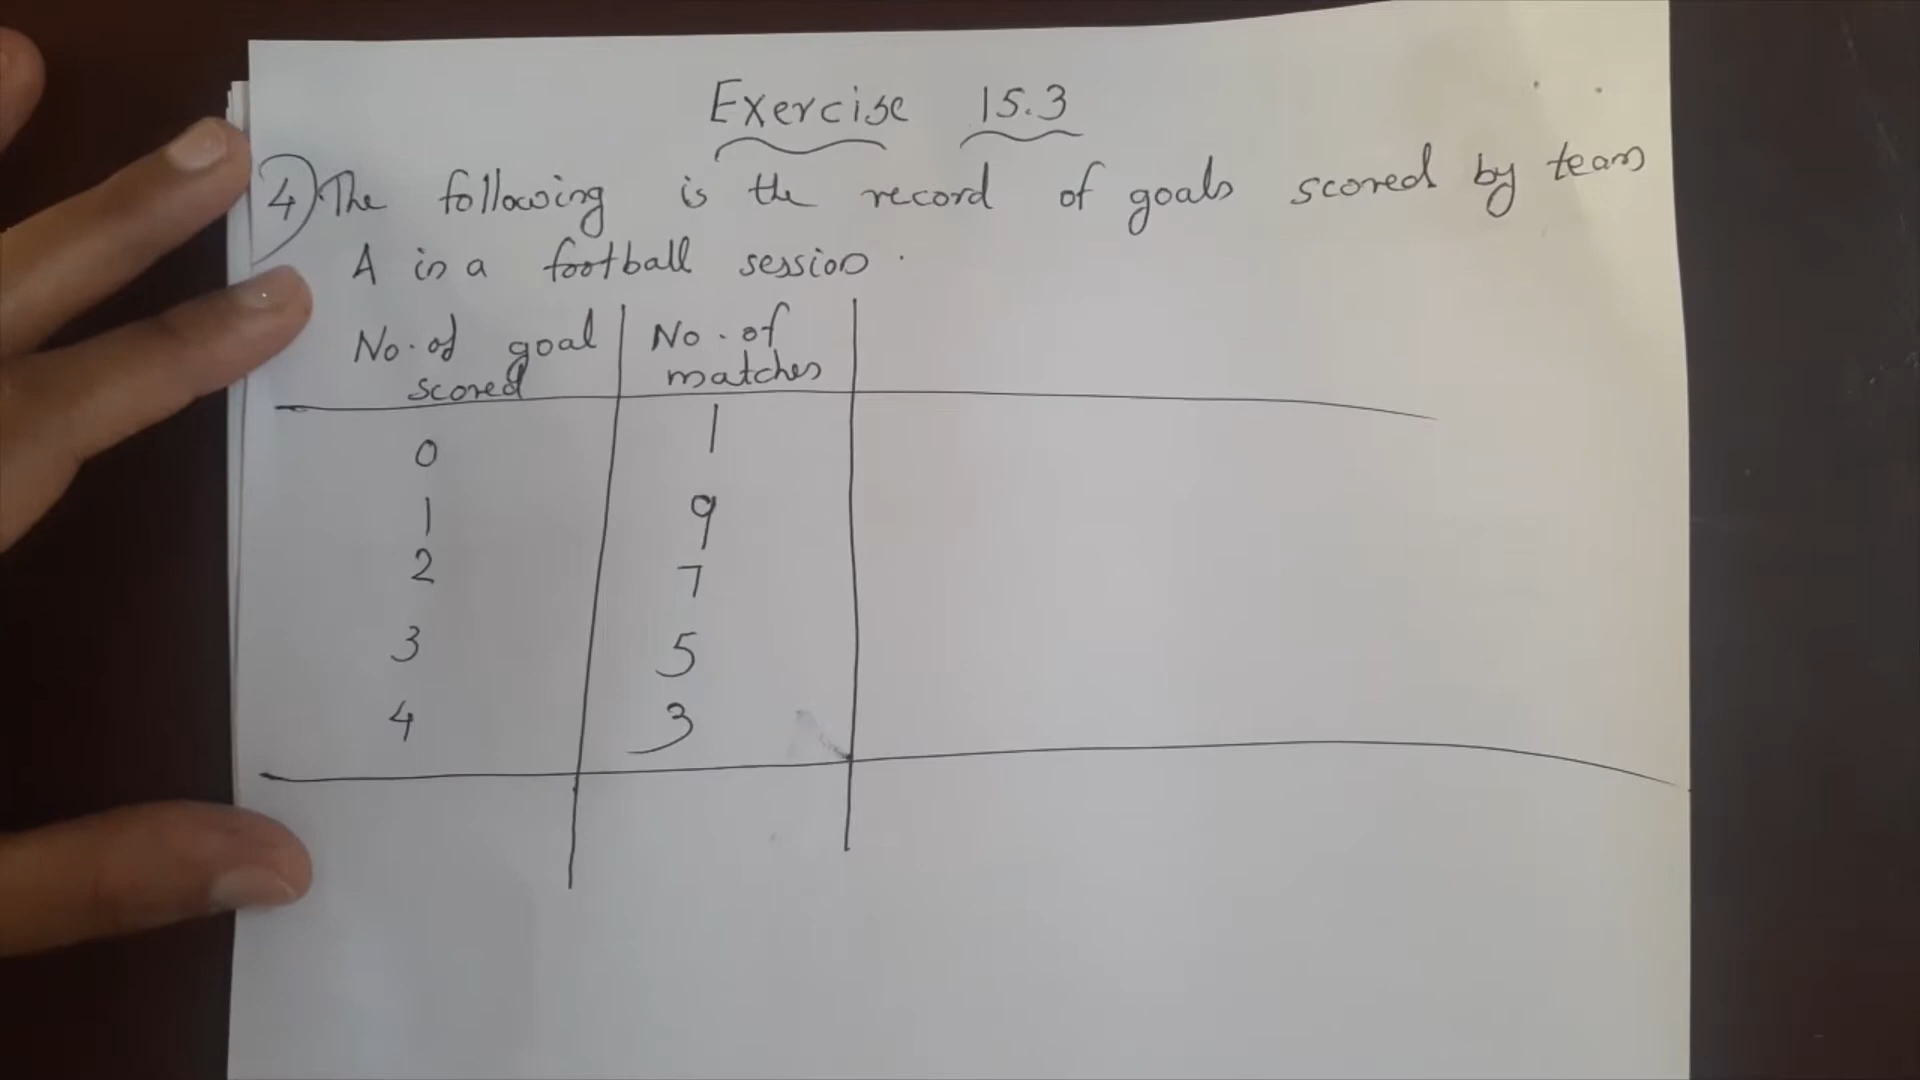 Exercise 15.3
4) The following is the record of goals scored by team
A in a football session.
No. of goal scored | No. of matches
0 1
1 9
2 7
3 5
4 3